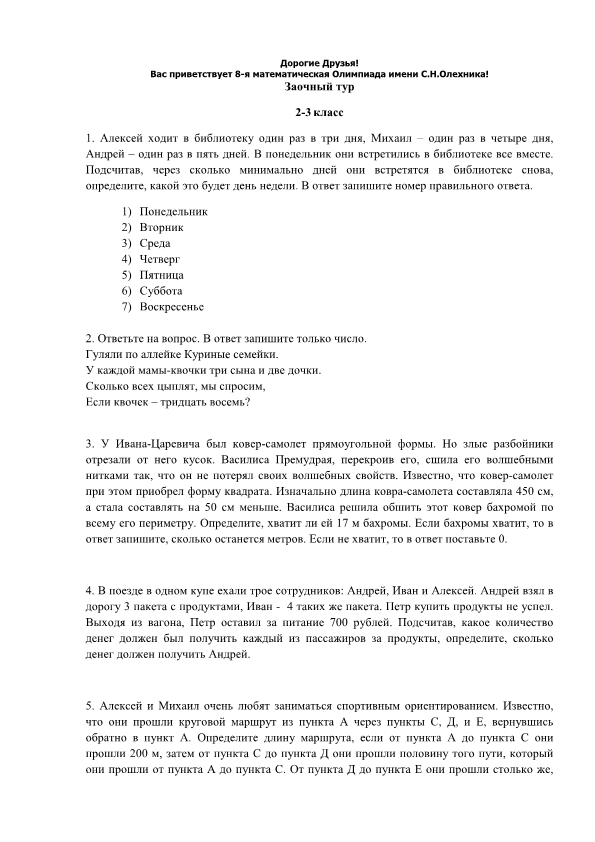 Дорогие Друзья!
Вас приветствует 8-я математическая Олимпиада имени С.Н.Олехника!
Заочный тур
2-3 класс
1. Алексей ходит в библиотеку один раз в три дня, Михаил – один раз в четыре дня,
Андрей – один раз в пять дней. В понедельник они встретились в библиотеке все вместе.
Подсчитав, через сколько минимально дней они встретятся в библиотеке снова,
определите, какой это будет день недели. В ответ запишите номер правильного ответа.
1) Понедельник
2) Вторник
3) Среда
4) Четверг
5) Пятница
6) Суббота
7) Воскресенье
2. Ответьте на вопрос. В ответ запишите только число.
Гуляли по аллейке Куриные семейки.
У каждой мамы-квочки три сына и две дочки.
Сколько всех цыплят, мы спросим,
Если квочек – тридцать восемь?
3. У Ивана-Царевича был ковер-самолет прямоугольной формы. Но злые разбойники
отрезали от него кусок. Василиса Премудрая, перекроив его, сшила его волшебными
нитками так, что он не потерял своих волшебных свойств. Известно, что ковер-самолет
при этом приобрел форму квадрата. Изначально длина ковра-самолета составляла 450 см,
а стала составлять на 50 см меньше. Василиса решила обшить этот ковер бахромой по
всему его периметру. Определите, хватит ли ей 17 м бахромы. Если бахромы хватит, то в
ответ запишите, сколько останется метров. Если не хватит, то в ответ поставьте 0.
4. В поезде в одном купе ехали трое сотрудников: Андрей, Иван и Алексей. Андрей взял в
дорогу 3 пакета с продуктами, Иван - 4 таких же пакета. Петр купить продукты не успел.
Выходя из вагона, Петр оставил за питание 700 рублей. Подсчитав, какое количество
денег должен был получить каждый из пассажиров за продукты, определите, сколько
денег должен получить Андрей.
5. Алексей и Михаил очень любят заниматься спортивным ориентированием. Известно,
что они прошли круговой маршрут из пункта А через пункты С, Д, и Е, вернувшись
обратно в пункт А. Определите длину маршрута, если от пункта А до пункта С они
прошли 200 м, затем от пункта С до пункта Д они прошли половину того пути, который
они прошли от пункта А до пункта С. От пункта Д до пункта Е они прошли столько же,